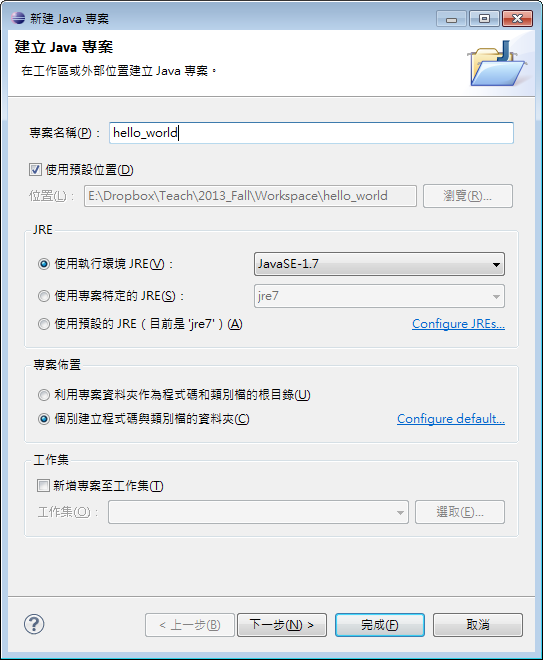 新建 Java 專案
建立 Java 專案
在工作區或外部位置建立 Java 專案。
專案名稱(P)： hello_world
使用預設位置(D)
位置(L)： E:\Dropbox\Teach\2013_Fall\Workspace\hello_world 瀏覽(R)...
JRE
使用執行環境 JRE(V)： JavaSE-1.7
使用專案特定的 JRE(S)： jre7
使用預設的 JRE（目前是 'jre7'）(A) Configure JREs...
專案佈置
利用專案資料夾作為程式碼和類別檔的根目錄(U)
個別建立程式碼與類別檔的資料夾(C) Configure default...
工作集
新增專案至工作集(T)
工作集(O)： 選取(E)...
? < 上一步(B) 下一步(N) > 完成(F) 取消